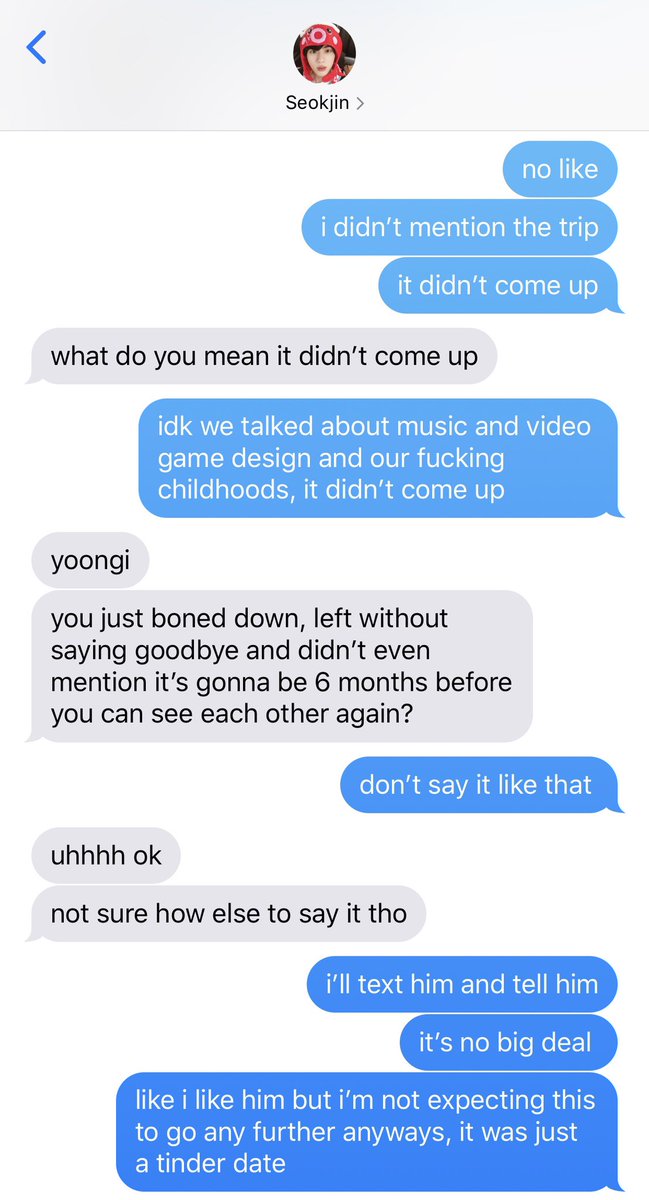 Seokjin
no like
i didn’t mention the trip
it didn’t come up
what do you mean it didn’t come up
idk we talked about music and video
game design and our fucking
childhoods, it didn’t come up
yoongi
you just boned down, left without
saying goodbye and didn’t even
mention it’s gonna be 6 months before
you can see each other again?
don’t say it like that
uhhhh ok
not sure how else to say it tho
i’ll text him and tell him
it’s no big deal
like i like him but i’m not expecting this
to go any further anyways, it was just
a tinder date